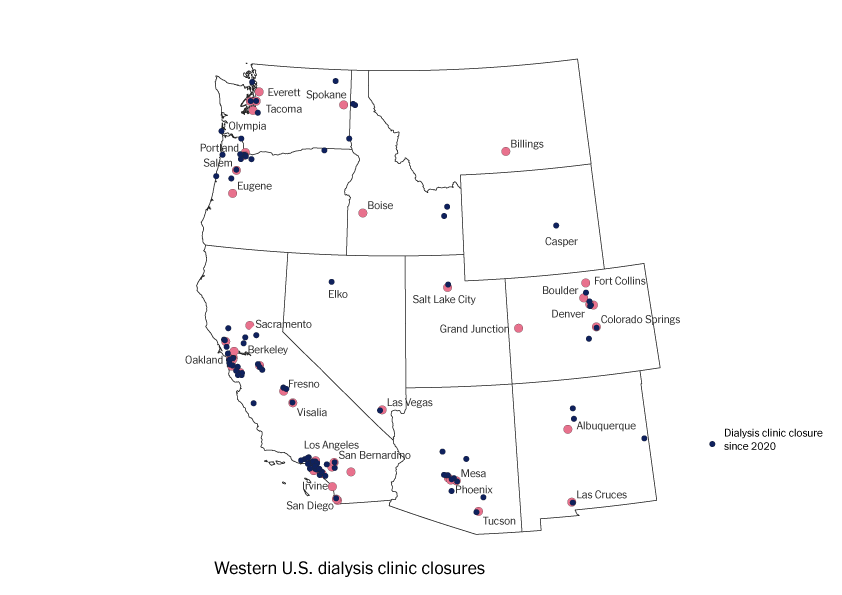 Everett
Spokane
Tacoma
Olympia
Portland
Salem
Eugene
Billings
Boise
Casper
Elko
Salt Lake City
Fort Collins
Boulder
Denver
Colorado Springs
Grand Junction
Sacramento
Berkeley
Oakland
Fresno
Visalia
Las Vegas
Albuquerque
Dialysis clinic closure
since 2020
Los Angeles
San Bernardino
Mesa
Phoenix
Irvine
Las Cruces
San Diego
Tucson
Western U.S. dialysis clinic closures